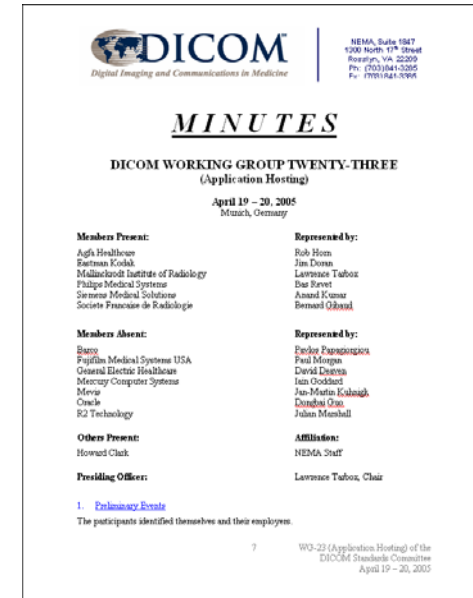 DICOM
Digital Imaging and Communications in Medicine
NEMA, Suite 1847
1300 North 17th Street
Rosslyn, VA 22209
Ph: (703)841-3285
MINUTES
DICOM WORKING GROUP TWENTY-THREE
(Application Hosting)
April 19 – 20, 2005
Munich, Germany
Members Present: Represented by:
Agfa Healthcare Rob Horn
Eastman Kodak Jim Doran
Mallinckrodt Institute of Radiology Lawrence Tarbox
Philips Medical Systems Bas Revet
Siemens Medical Solutions Anand Kumar
Societe Francaise de Radiologie Bernard Gibaud
Members Absent: Represented by:
Barco Pavlos Papageorgiou
Fujifilm Medical Systems USA Paul Morgan
General Electric Healthcare David Deaven
Mercury Computer Systems Iain Goddard
Mevis Jan-Martin Kuhnigk
Oracle Dongbai Guo
R2 Technology Julian Marshall
Others Present: Affiliation:
Howard Clark NEMA Staff
Presiding Officer: Lawrence Tarbox, Chair
1. Preliminary Events
The participants identified themselves and their employers.
7 WG-23 (Application Hosting) of the
DICOM Standards Committee
April 19 – 20, 2005